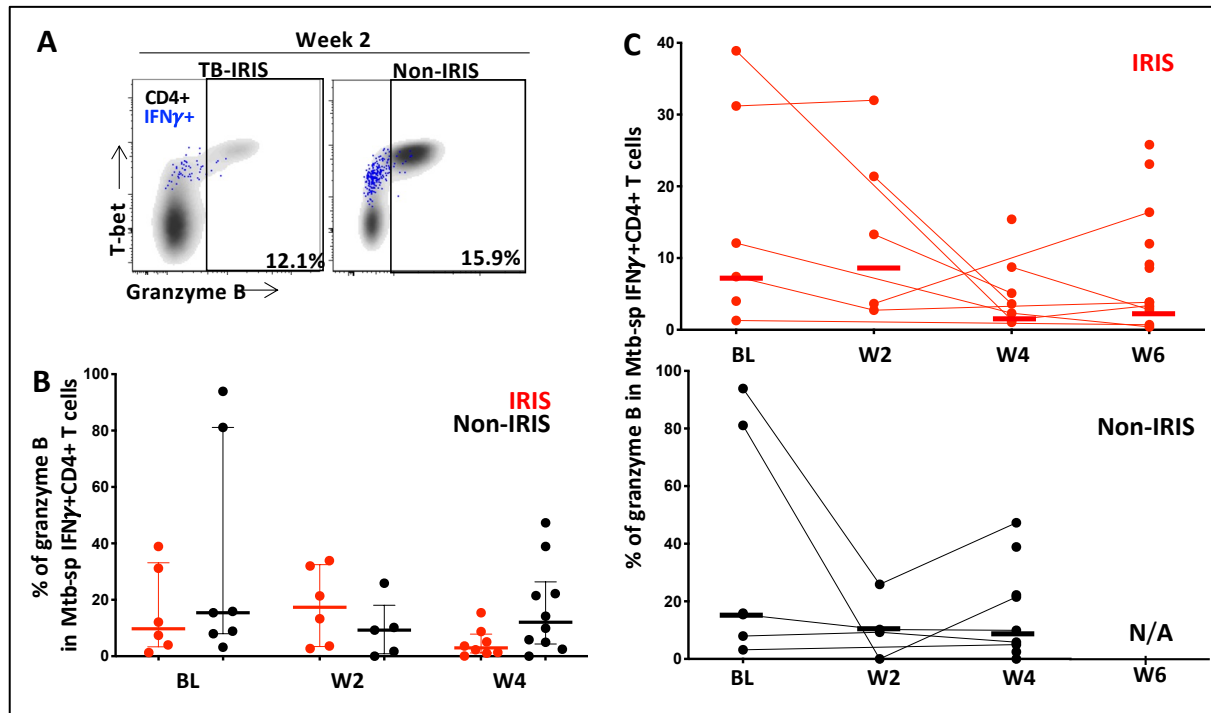 A
Week 2
TB-IRIS
Non-IRIS
CD4+
IFNγ+
T-bet
12.1%
15.9%
Granzyme B
B
% of granzyme B
in Mtb-sp IFNγ+CD4+ T cells
100
80
60
40
20
0
IRIS
Non-IRIS
BL
W2
W4
C
% of granzyme B in Mtb-sp IFNγ+CD4+ T cells
40
30
20
10
0
IRIS
BL
W2
W4
W6
100
80
60
40
20
0
Non-IRIS
N/A
BL
W2
W4
W6